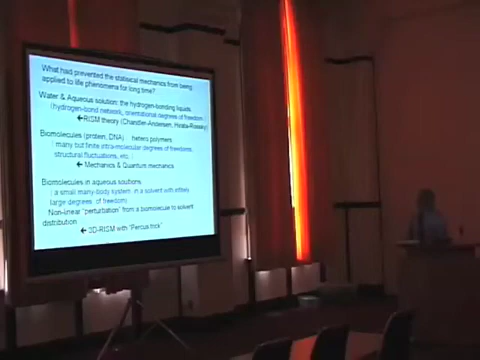 What had prevented the statisical mechanics from being
applied to life phenomena for long time?
Water & Aqueous solution: the hydrogen-bonding liquids
(hydrogen-bond network, orientational degrees of freedom
←RISM theory (Chandler-Andersen, Hirata-Rossky)
Biomolecules (protein, DNA) ... hetero polymers
( many but finite intra-molecular degrees of freedoms,
structural fluctuations, etc. )
← Mechanics & Quantum mechanics
Biomolecules in aqueous solutions
( a small many-body system in a solvent with infinitely
large degrees of freedom)
Non-linear "perturbation" from a biomolecule to solvent
distribution
← 3D-RISM with "Percus trick"